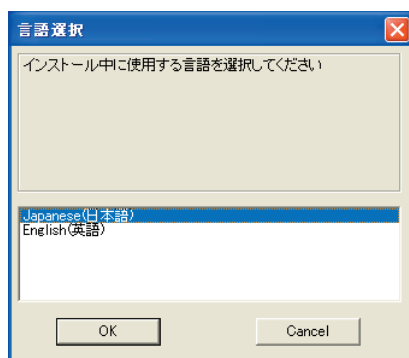 言語選択
インストール中に使用する言語を選択してください
Japanese(日本語)
English(英語)
OK
Cancel